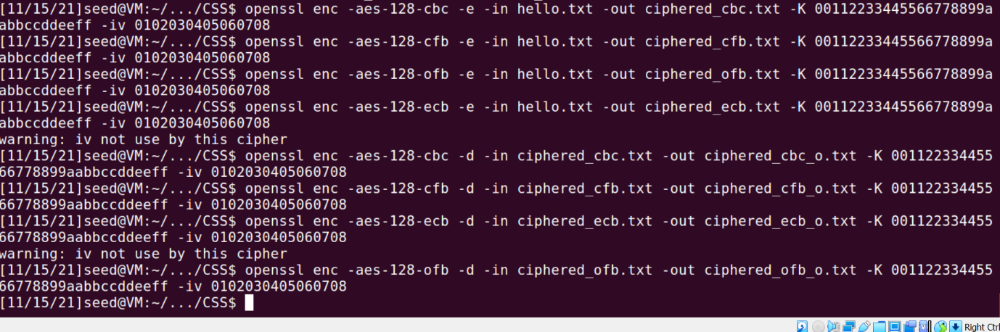 [11/15/21]seed@VM:~/.../CSS$ openssl enc -aes-128-cbc -e -in hello.txt -out ciphered_cbc.txt -K 00112233445566778899a
abbccddeeff -iv 0102030405060708
[11/15/21]seed@VM:~/.../CSS$ openssl enc -aes-128-cfb -e -in hello.txt -out ciphered_cfb.txt -K 00112233445566778899a
abbccddeeff -iv 0102030405060708
[11/15/21]seed@VM:~/.../CSS$ openssl enc -aes-128-ofb -e -in hello.txt -out ciphered_ofb.txt -K 00112233445566778899a
abbccddeeff -iv 0102030405060708
[11/15/21]seed@VM:~/.../CSS$ openssl enc -aes-128-ecb -e -in hello.txt -out ciphered_ecb.txt -K 00112233445566778899a
abbccddeeff -iv 0102030405060708
warning: iv not use by this cipher
[11/15/21]seed@VM:~/.../CSS$ openssl enc -aes-128-cbc -d -in ciphered_cbc.txt -out ciphered_cbc_o.txt -K 001122334455
66778899aabbccddeeff -iv 0102030405060708
[11/15/21]seed@VM:~/.../CSS$ openssl enc -aes-128-cfb -d -in ciphered_cfb.txt -out ciphered_cfb_o.txt -K 001122334455
66778899aabbccddeeff -iv 0102030405060708
[11/15/21]seed@VM:~/.../CSS$ openssl enc -aes-128-ecb -d -in ciphered_ecb.txt -out ciphered_ecb_o.txt -K 001122334455
66778899aabbccddeeff -iv 0102030405060708
warning: iv not use by this cipher
[11/15/21]seed@VM:~/.../CSS$ openssl enc -aes-128-ofb -d -in ciphered_ofb.txt -out ciphered_ofb_o.txt -K 001122334455
66778899aabbccddeeff -iv 0102030405060708
[11/15/21]seed@VM:~/.../CSS$
Right Ctrl